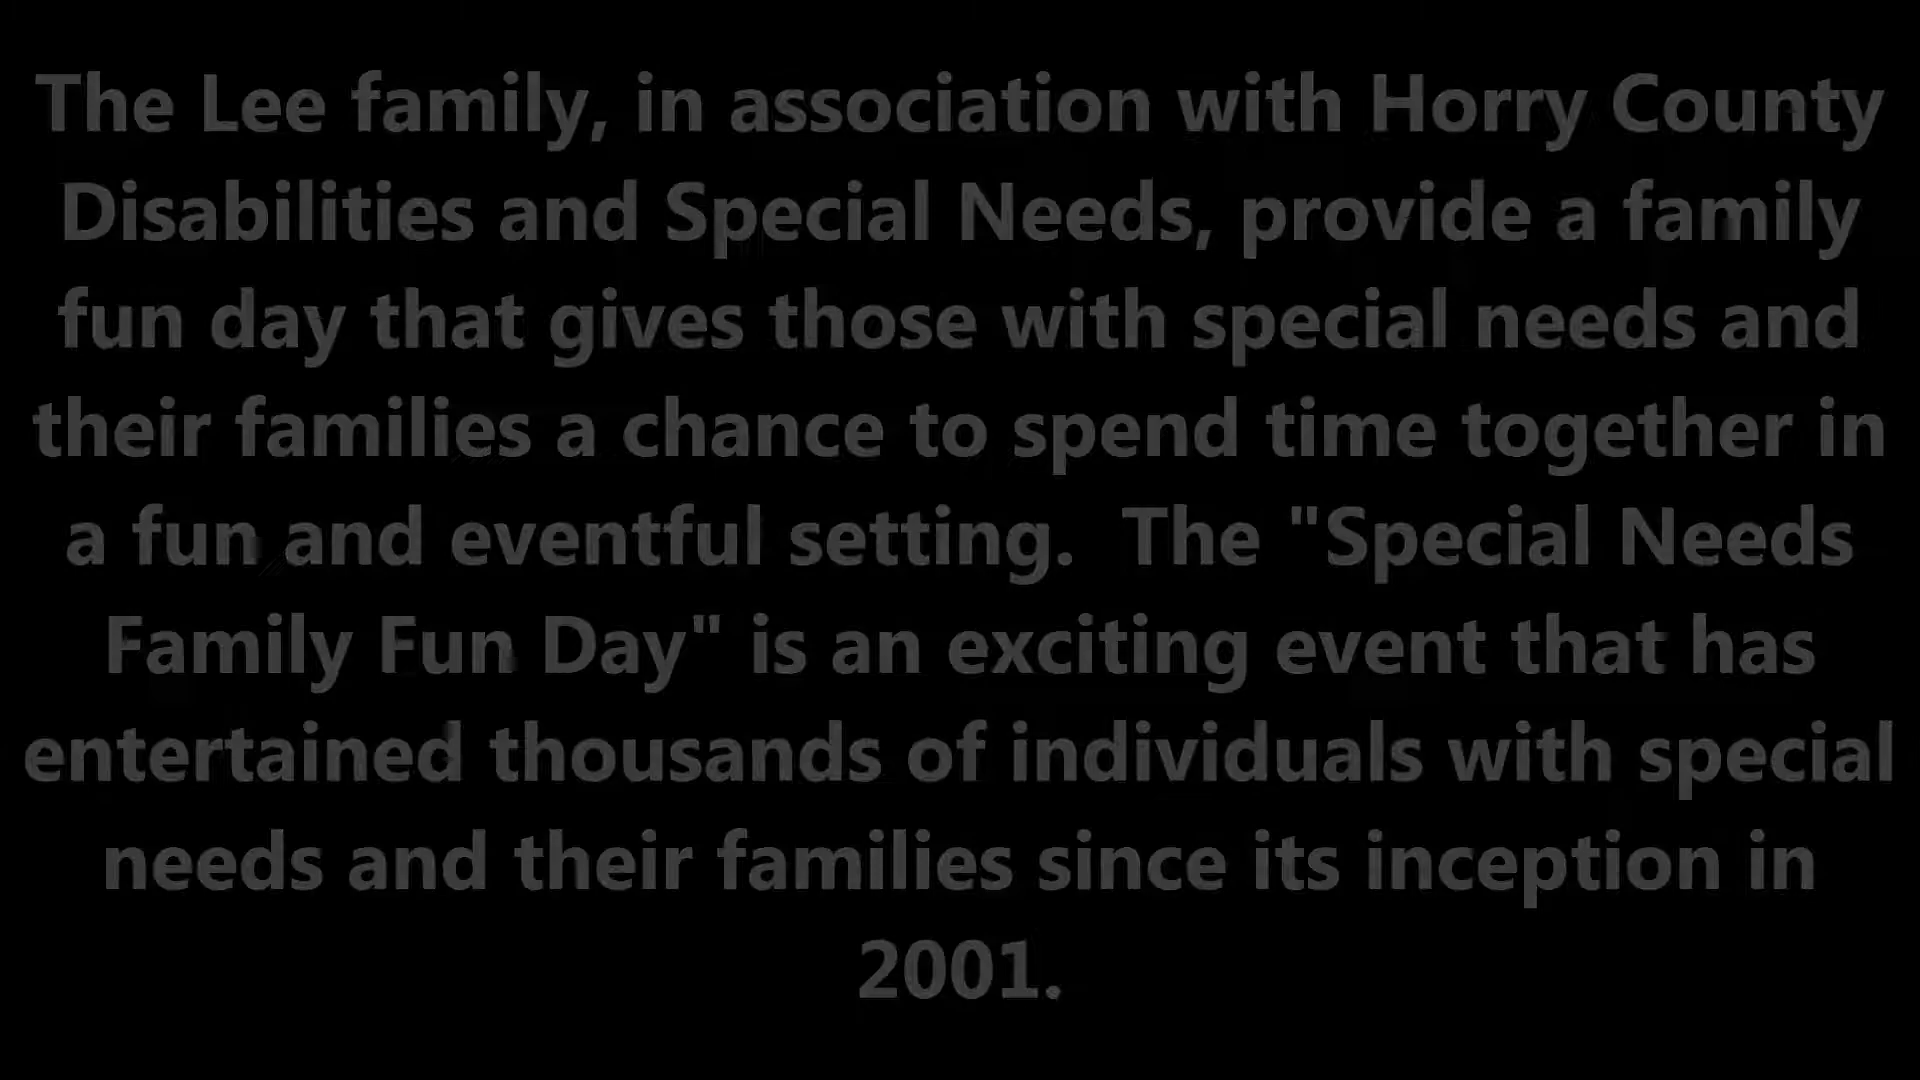 The Lee family, in association with Horry County
Disabilities and Special Needs, provide a family
fun day that gives those with special needs and
their families a chance to spend time together in
a fun and eventful setting.  The "Special Needs
Family Fun Day" is an exciting event that has
entertained thousands of individuals with special
needs and their families since its inception in
2001.